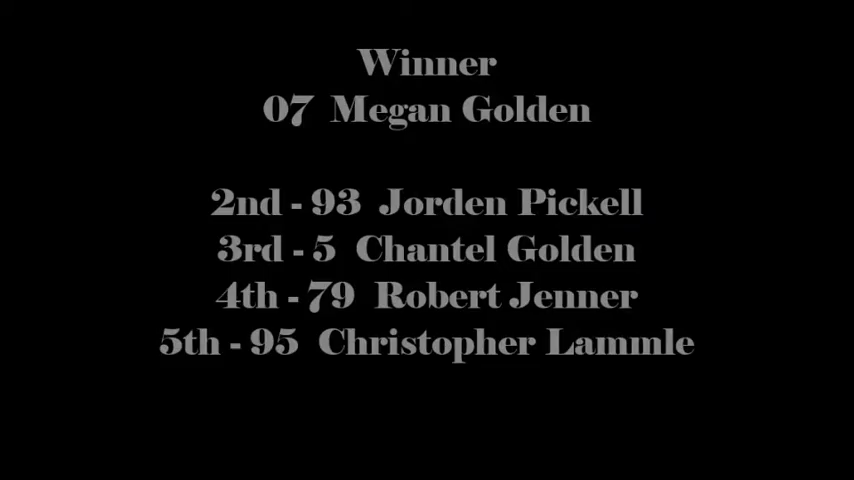 Winner
07 Megan Golden
2nd - 93 Jorden Pickell
3rd - 5 Chantel Golden
4th - 79 Robert Jenner
5th - 95 Christopher Lammle